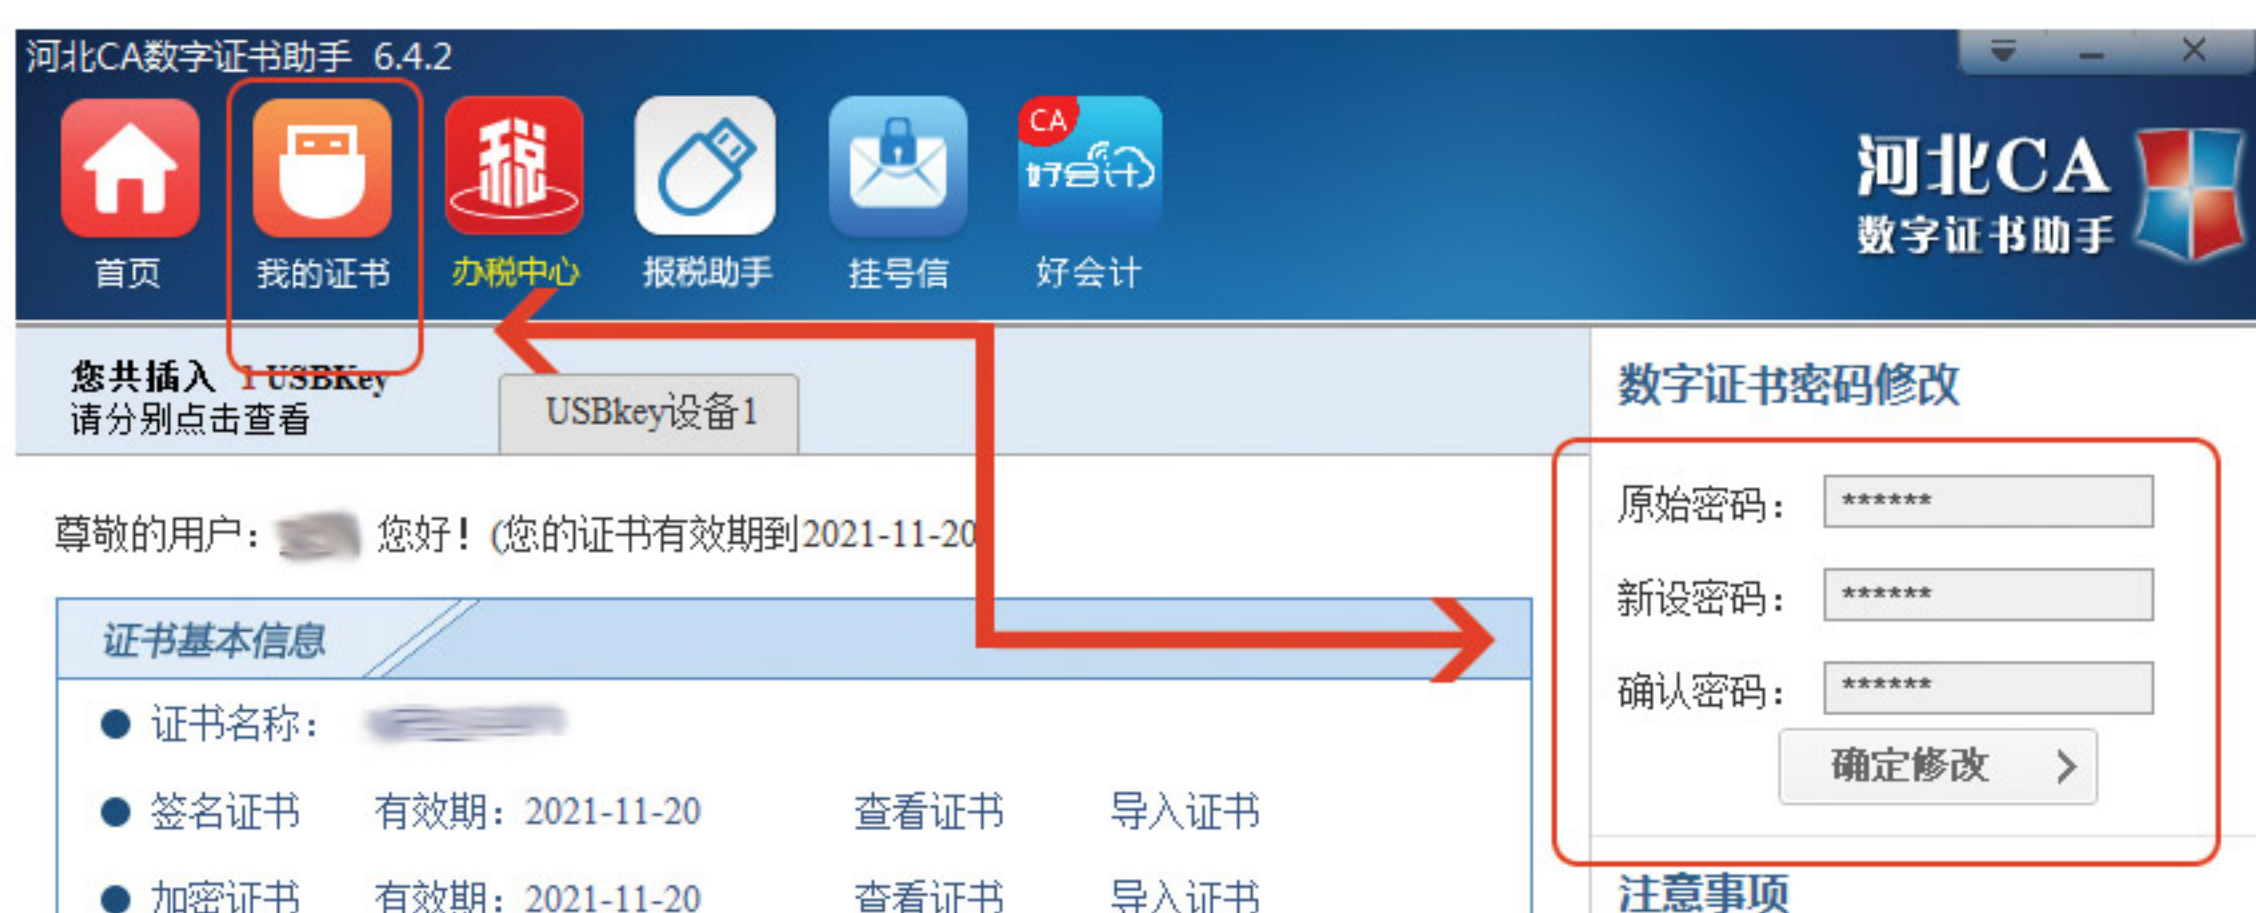 河北CA数字证书助手 6.4.2
首页
我的证书
税
办税中心
报税助手
挂号信
CA
好会计
好会计
河北CA
数字证书助手
您共插入 1 USBKey
请分别点击查看
USBkey设备1
尊敬的用户： 您好！(您的证书有效期到2021-11-20
证书基本信息
证书名称：
签名证书 有效期：2021-11-20 查看证书 导入证书
加密证书 有效期：2021-11-20 查看证书 导入证书
数字证书密码修改
原始密码： ******
新设密码： ******
确认密码： ******
确定修改
注意事项